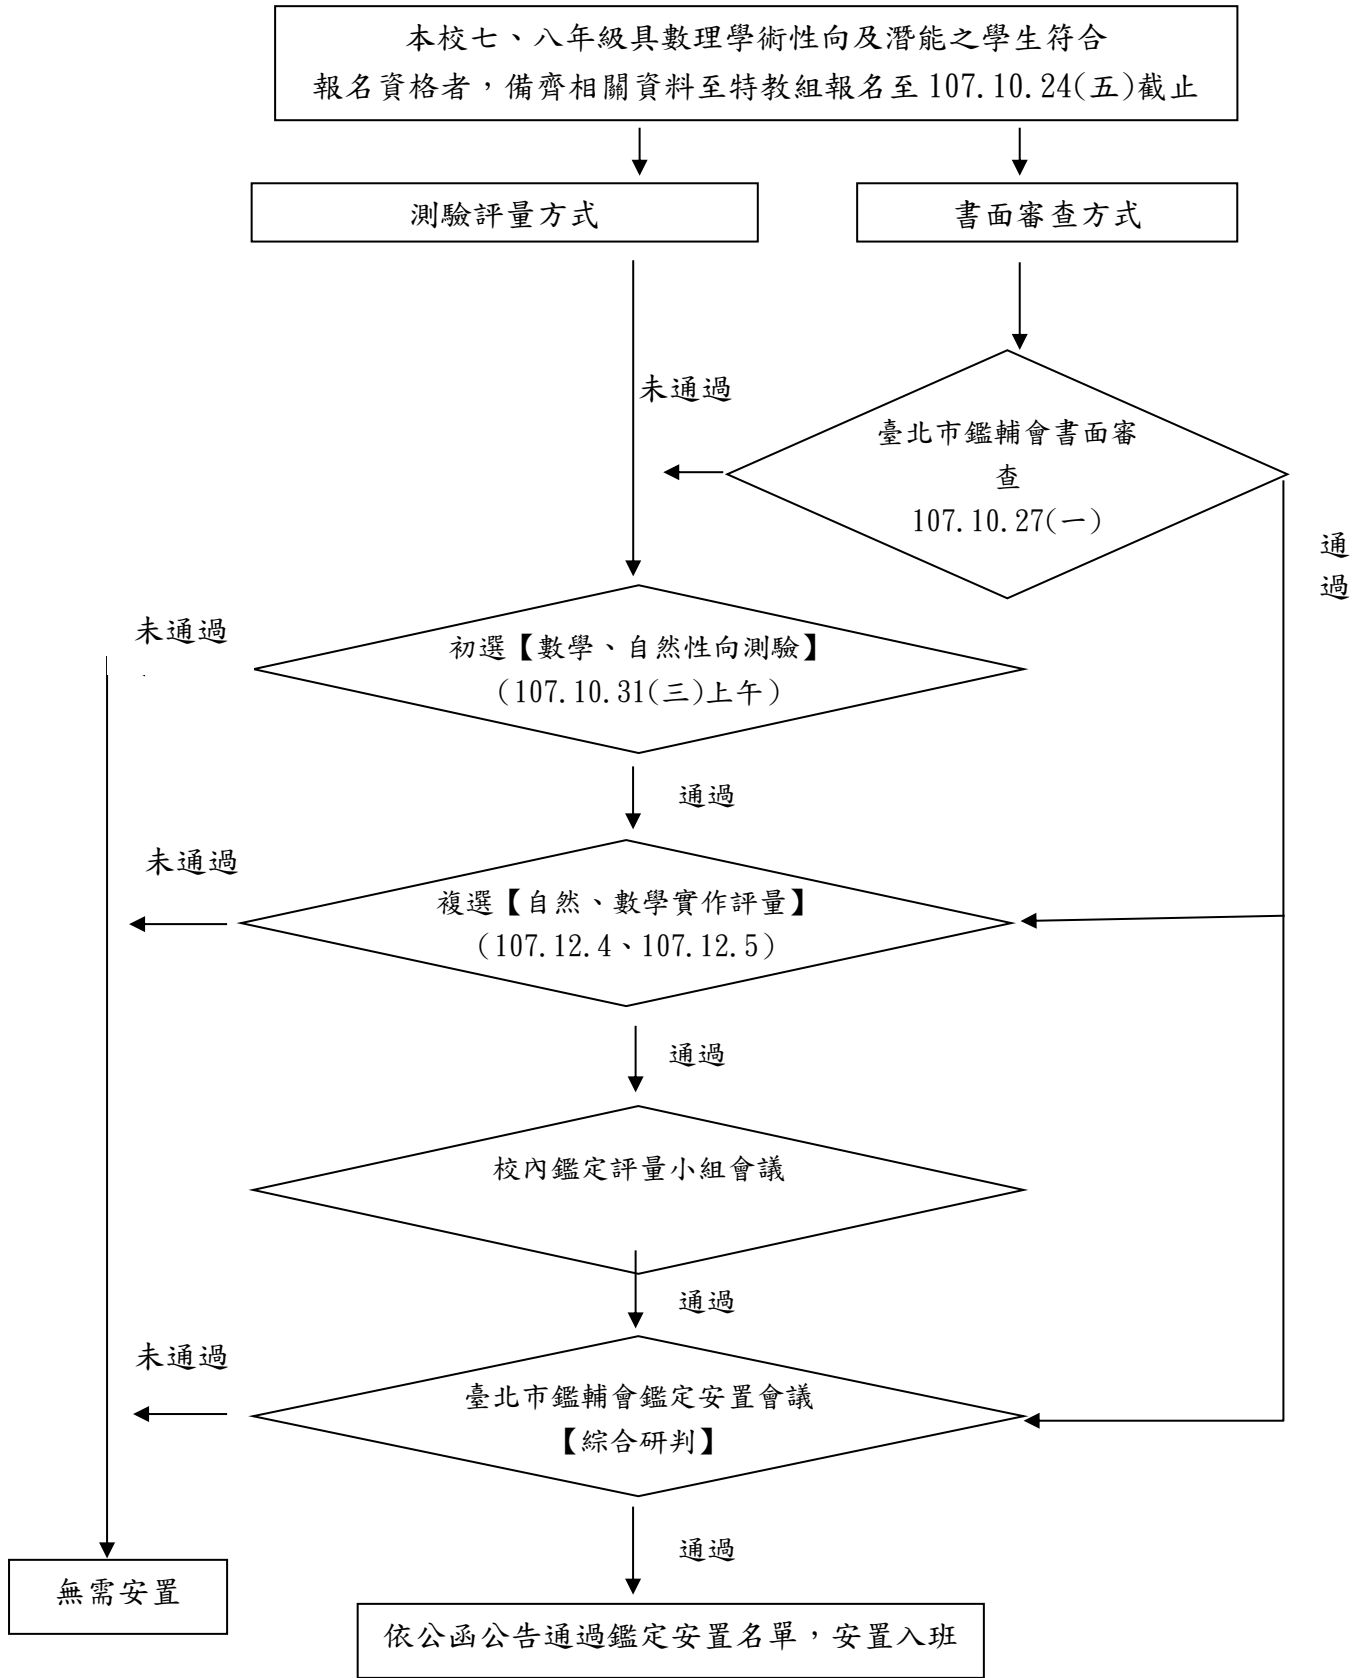 本校七、八年級具數理學術性向及潛能之學生符合
報名資格者，備齊相關資料至特教組報名至 107.10.24(五)截止
測驗評量方式
書面審查方式
未通過
臺北市鑑輔會書面審
查
107.10.27(一)
通
過
未通過
初選【數學、自然性向測驗】
（107.10.31(三)上午）
通過
未通過
複選【自然、數學實作評量】
（107.12.4、107.12.5）
通過
校內鑑定評量小組會議
通過
未通過
臺北市鑑輔會鑑定安置會議
【綜合研判】
通過
無需安置
依公函公告通過鑑定安置名單，安置入班